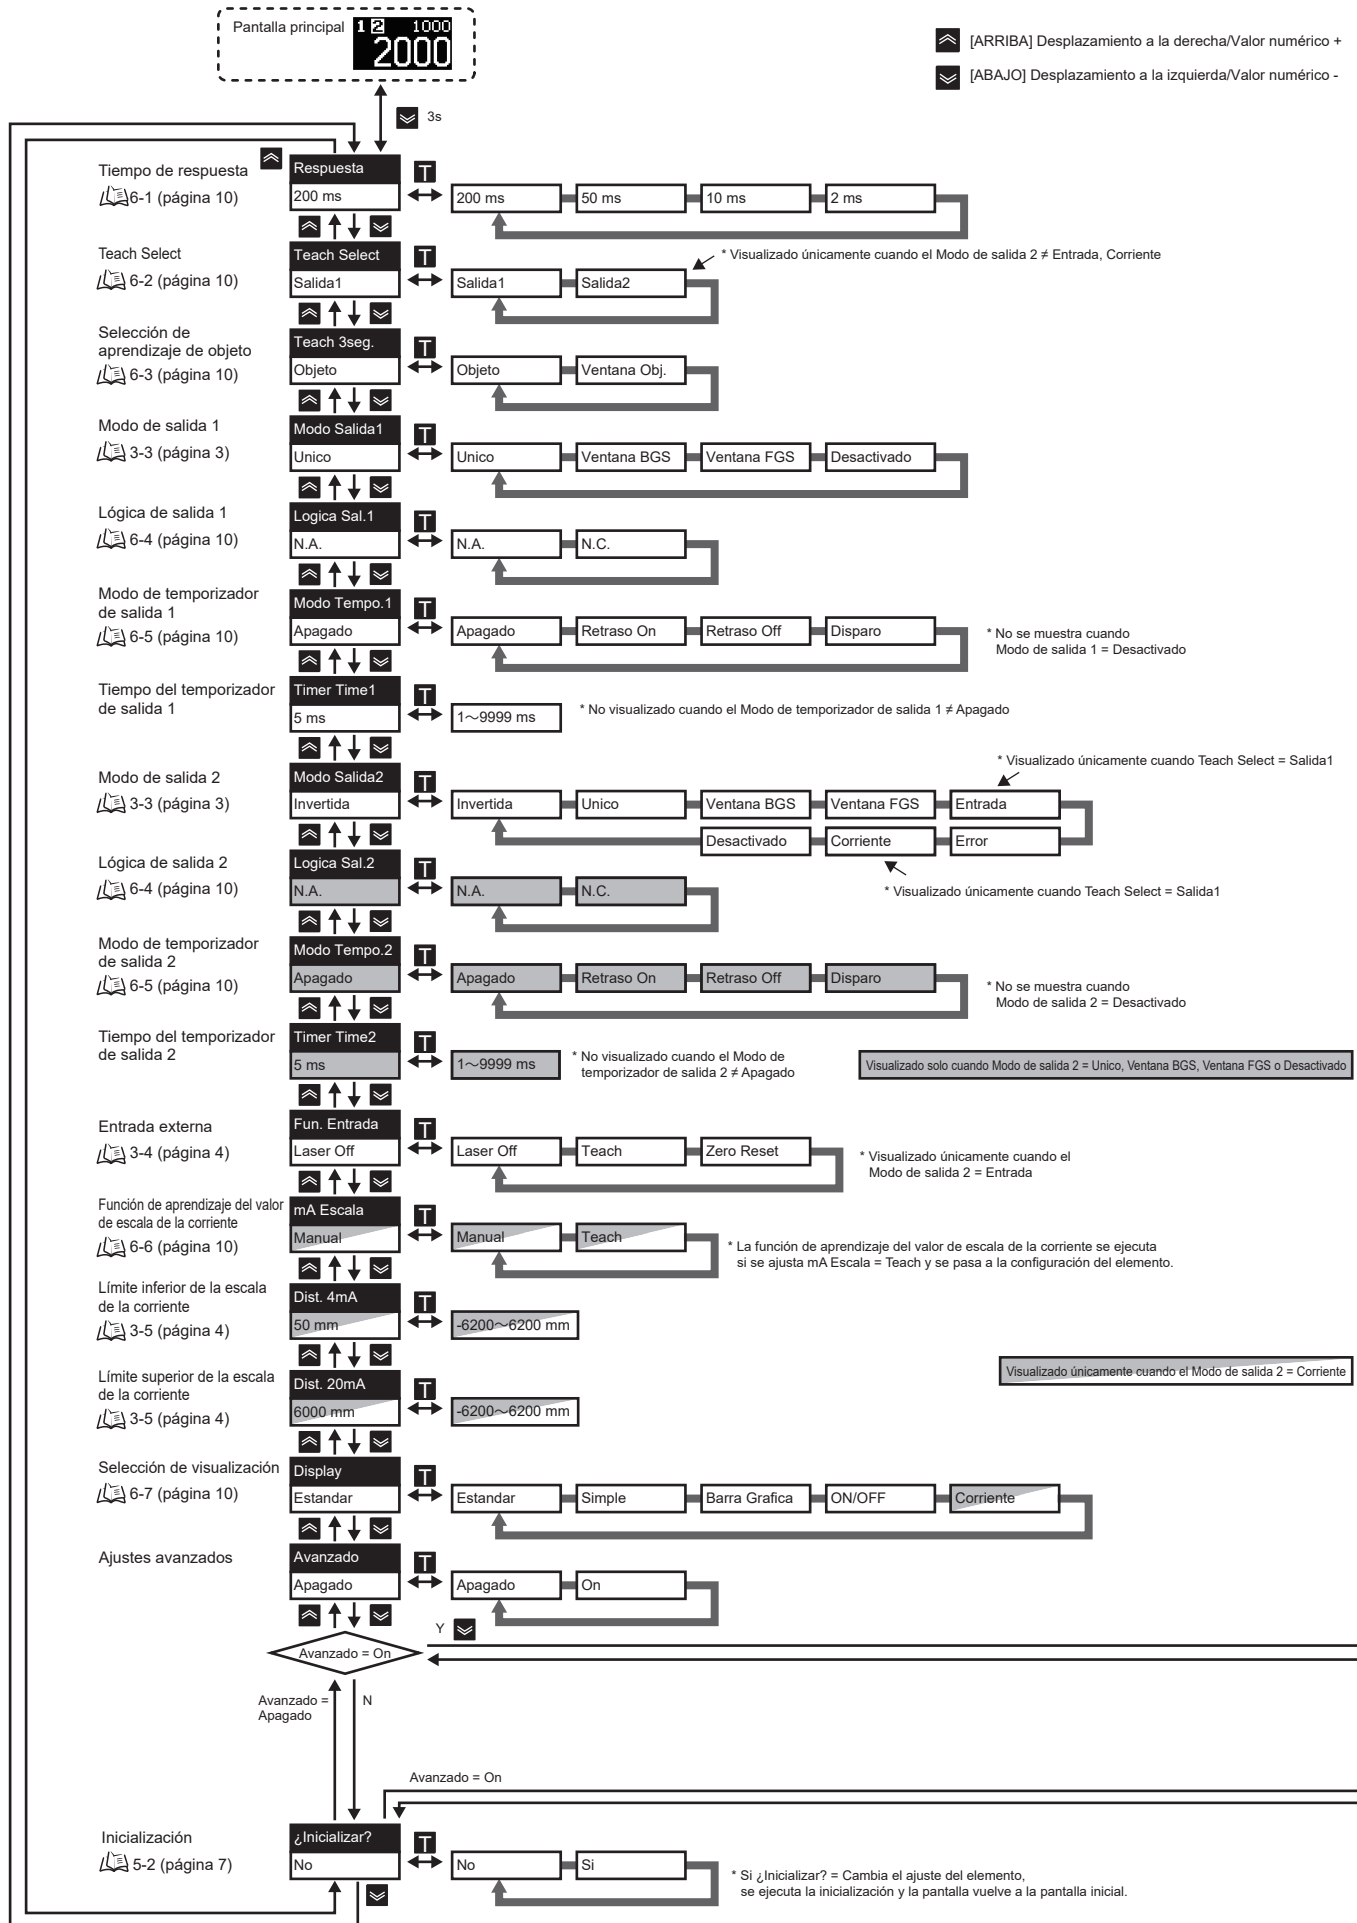 Pantalla principal
1 2 1000
2000
[ARRIBA] Desplazamiento a la derecha/Valor numérico +
[ABAJO] Desplazamiento a la izquierda/Valor numérico -
3s
Tiempo de respuesta
6-1 (página 10)
Respuesta
200 ms
T
200 ms
50 ms
10 ms
2 ms
Teach Select
6-2 (página 10)
Teach Select
Salida1
T
Salida1
Salida2
* Visualizado únicamente cuando el Modo de salida 2 ≠ Entrada, Corriente
Selección de
aprendizaje de objeto
6-3 (página 10)
Teach 3seg.
Objeto
T
Objeto
Ventana Obj.
Modo de salida 1
3-3 (página 3)
Modo Salida1
Unico
T
Unico
Ventana BGS
Ventana FGS
Desactivado
Lógica de salida 1
6-4 (página 10)
Logica Sal.1
N.A.
T
N.A.
N.C.
Modo de temporizador
de salida 1
6-5 (página 10)
Modo Tempo.1
Apagado
T
Apagado
Retraso On
Retraso Off
Disparo
* No se muestra cuando
Modo de salida 1 = Desactivado
Tiempo del temporizador
de salida 1
Timer Time1
5 ms
T
1～9999 ms
* No visualizado cuando el Modo de temporizador de salida 1 ≠ Apagado
Modo de salida 2
3-3 (página 3)
Modo Salida2
Invertida
T
Invertida
Unico
Ventana BGS
Ventana FGS
Entrada
* Visualizado únicamente cuando Teach Select = Salida1
Desactivado
Corriente
Error
* Visualizado únicamente cuando Teach Select = Salida1
Lógica de salida 2
6-4 (página 10)
Logica Sal.2
N.A.
T
N.A.
N.C.
Modo de temporizador
de salida 2
6-5 (página 10)
Modo Tempo.2
Apagado
T
Apagado
Retraso On
Retraso Off
Disparo
* No se muestra cuando
Modo de salida 2 = Desactivado
Tiempo del temporizador
de salida 2
Timer Time2
5 ms
T
1～9999 ms
* No visualizado cuando el Modo de
temporizador de salida 2 ≠ Apagado
Visualizado solo cuando Modo de salida 2 = Unico, Ventana BGS, Ventana FGS o Desactivado
Entrada externa
3-4 (página 4)
Fun. Entrada
Laser Off
T
Laser Off
Teach
Zero Reset
* Visualizado únicamente cuando el
Modo de salida 2 = Entrada
Función de aprendizaje del valor
de escala de la corriente
6-6 (página 10)
mA Escala
Manual
T
Manual
Teach
* La función de aprendizaje del valor de escala de la corriente se ejecuta
si se ajusta mA Escala = Teach y se pasa a la configuración del elemento.
Límite inferior de la escala
de la corriente
3-5 (página 4)
Dist. 4mA
50 mm
T
-6200～6200 mm
Límite superior de la escala
de la corriente
3-5 (página 4)
Dist. 20mA
6000 mm
T
-6200～6200 mm
Visualizado únicamente cuando el Modo de salida 2 = Corriente
Selección de visualización
6-7 (página 10)
Display
Estandar
T
Estandar
Simple
Barra Grafica
ON/OFF
Corriente
Ajustes avanzados
Avanzado
Apagado
T
Apagado
On
Y
Avanzado = On
Avanzado =
Apagado
N
Avanzado = On
Inicialización
5-2 (página 7)
¿Inicializar?
No
T
No
Si
* Si ¿Inicializar? = Cambia el ajuste del elemento,
se ejecuta la inicialización y la pantalla vuelve a la pantalla inicial.